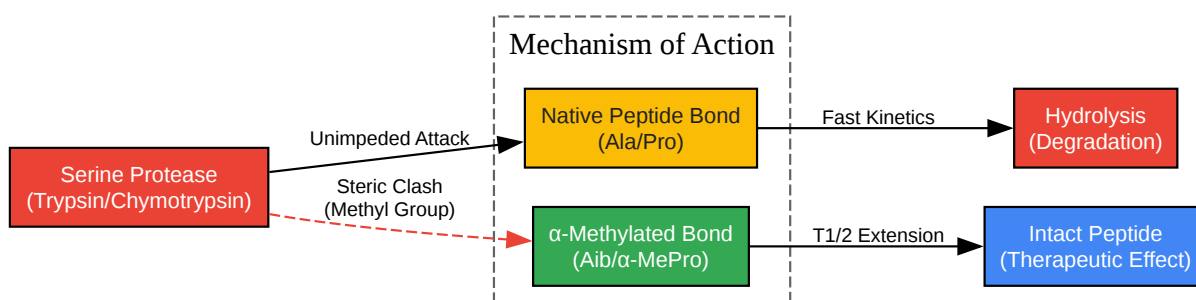 Mechanism of Action
Serine Protease
(Trypsin/Chymotrypsin)
Unimpeded Attack
Steric Clash
(Methyl Group)
Native Peptide Bond
(Ala/Pro)
α-Methylated Bond
(Aib/α-MePro)
Fast Kinetics
T1/2 Extension
Hydrolysis
(Degradation)
Intact Peptide
(Therapeutic Effect)